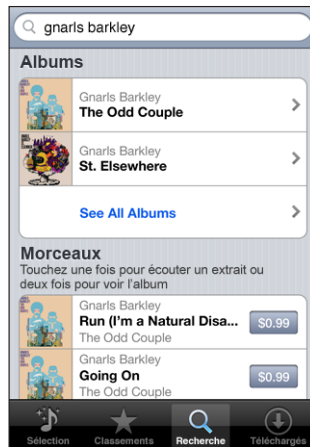 gnarls barkley
Albums
Gnarls Barkley
The Odd Couple
Gnarls Barkley
St. Elsewhere
See All Albums
Morceaux
Touchez une fois pour écouter un extrait ou
deux fois pour voir l'album
Gnarls Barkley
Run (I'm a Natural Disa... $0.99
The Odd Couple
Gnarls Barkley
Going On $0.99
The Odd Couple
Sélection Classements Recherche Téléchargés